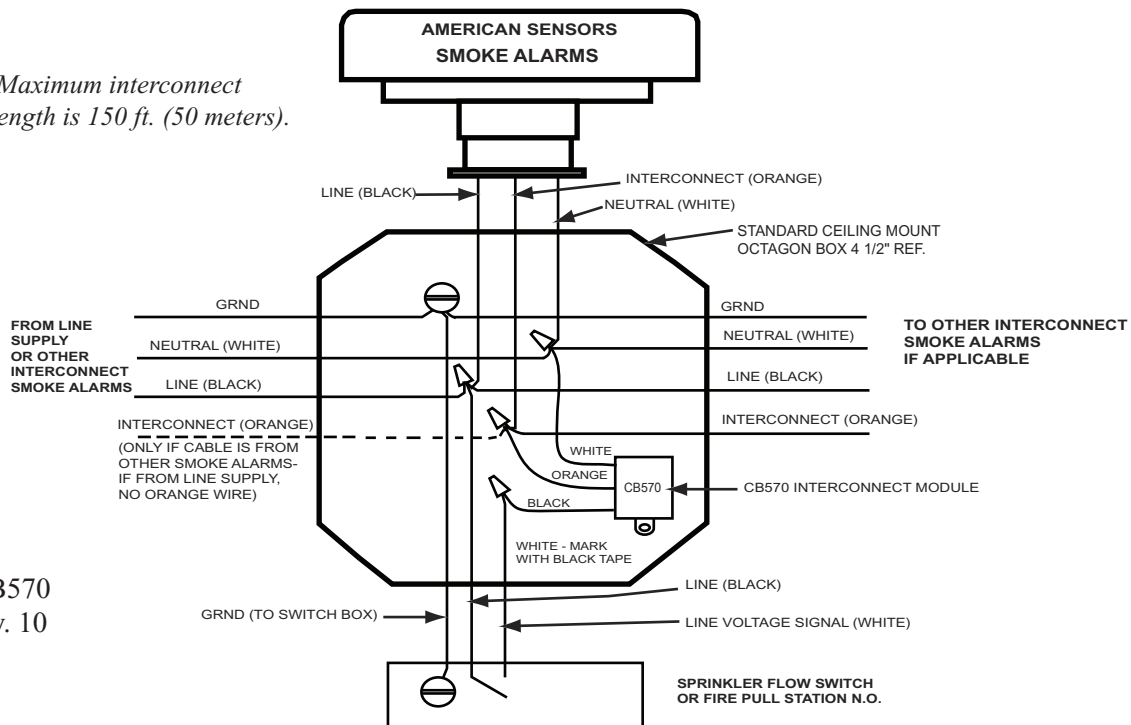 AMERICAN SENSORS
SMOKE ALARMS
Maximum interconnect
ength is 150 ft. (50 meters).
LINE (BLACK)
INTERCONNECT (ORANGE)
NEUTRAL (WHITE)
STANDARD CEILING MOUNT
OCTAGON BOX 4 1/2" REF.
GRND
GRND
FROM LINE
SUPPLY
OR OTHER
INTERCONNECT
SMOKE ALARMS
NEUTRAL (WHITE)
NEUTRAL (WHITE)
TO OTHER INTERCONNECT
SMOKE ALARMS
IF APPLICABLE
LINE (BLACK)
LINE (BLACK)
INTERCONNECT (ORANGE)
INTERCONNECT (ORANGE)
(ONLY IF CABLE IS FROM
OTHER SMOKE ALARMS-
IF FROM LINE SUPPLY,
NO ORANGE WIRE)
WHITE
ORANGE
BLACK
CB570
CB570 INTERCONNECT MODULE
WHITE - MARK
WITH BLACK TAPE
B570
v. 10
GRND (TO SWITCH BOX)
LINE (BLACK)
LINE VOLTAGE SIGNAL (WHITE)
SPRINKLER FLOW SWITCH
OR FIRE PULL STATION N.O.